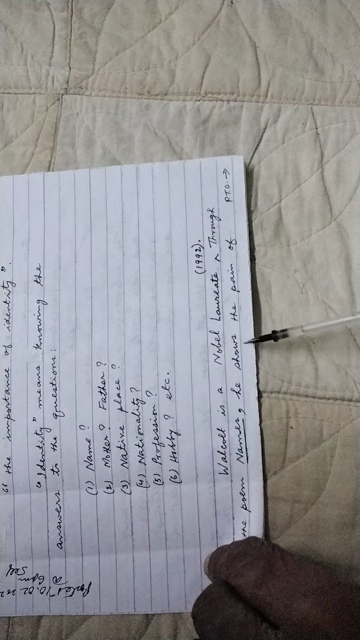 "the importance of identity".
"Identity" means knowing the
answers to the questions:
(1) Name?
(2) Mother? Father?
(3) Native place?
(4) Nationality?
(5) Profession?
(6) Hobby? etc.
(1992).
Walcott is a Nobel Laureate ^ Through
the poem Names, he shows the pain of
P.T.O. →